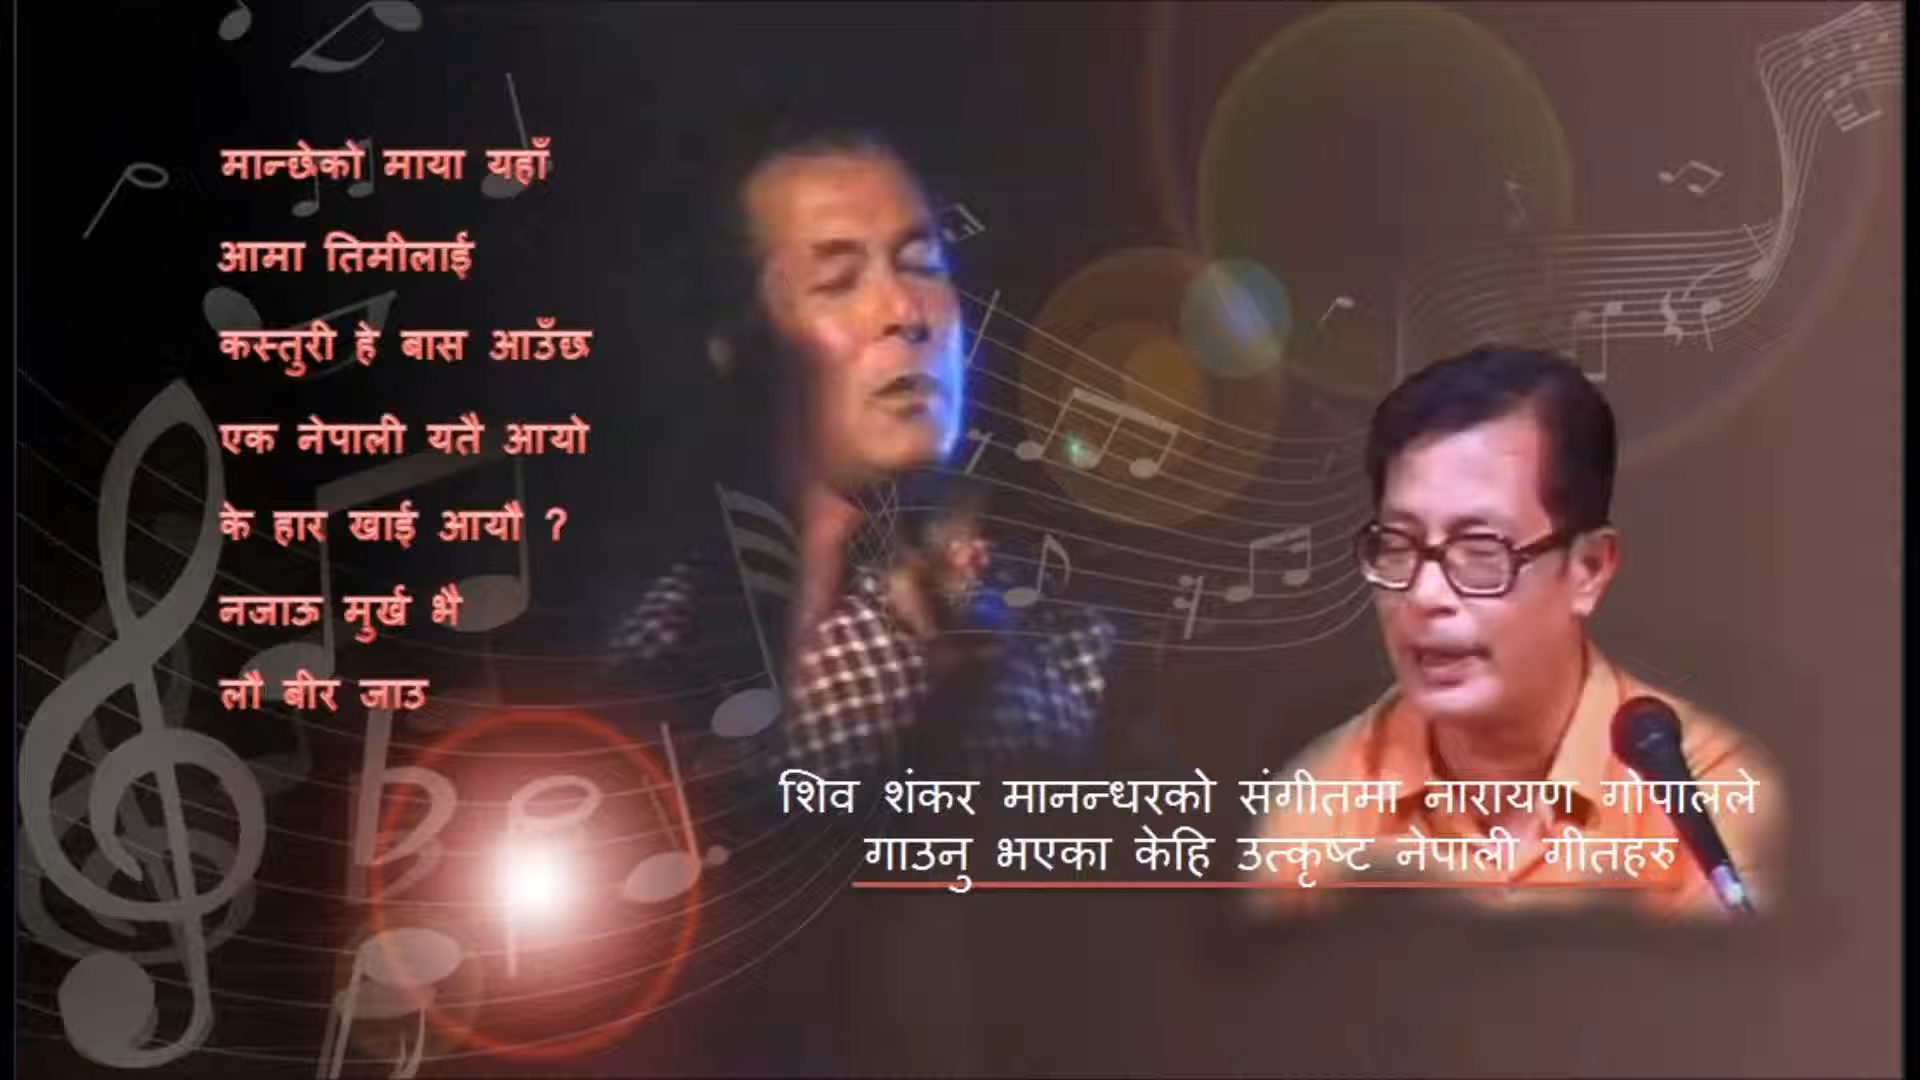 मान्छेको माया यहाँ
आमा तिमीलाई
कस्तुरी हे बास आउँछ
एक नेपाली यतै आयो
के हार खाई आयौ ?
नजाऊ मुर्ख भै
लौ बीर जाउ
शिव शंकर मानन्धरको संगीतमा नारायण गोपालले
गाउनु भएका केहि उत्कृष्ट नेपाली गीतहरु